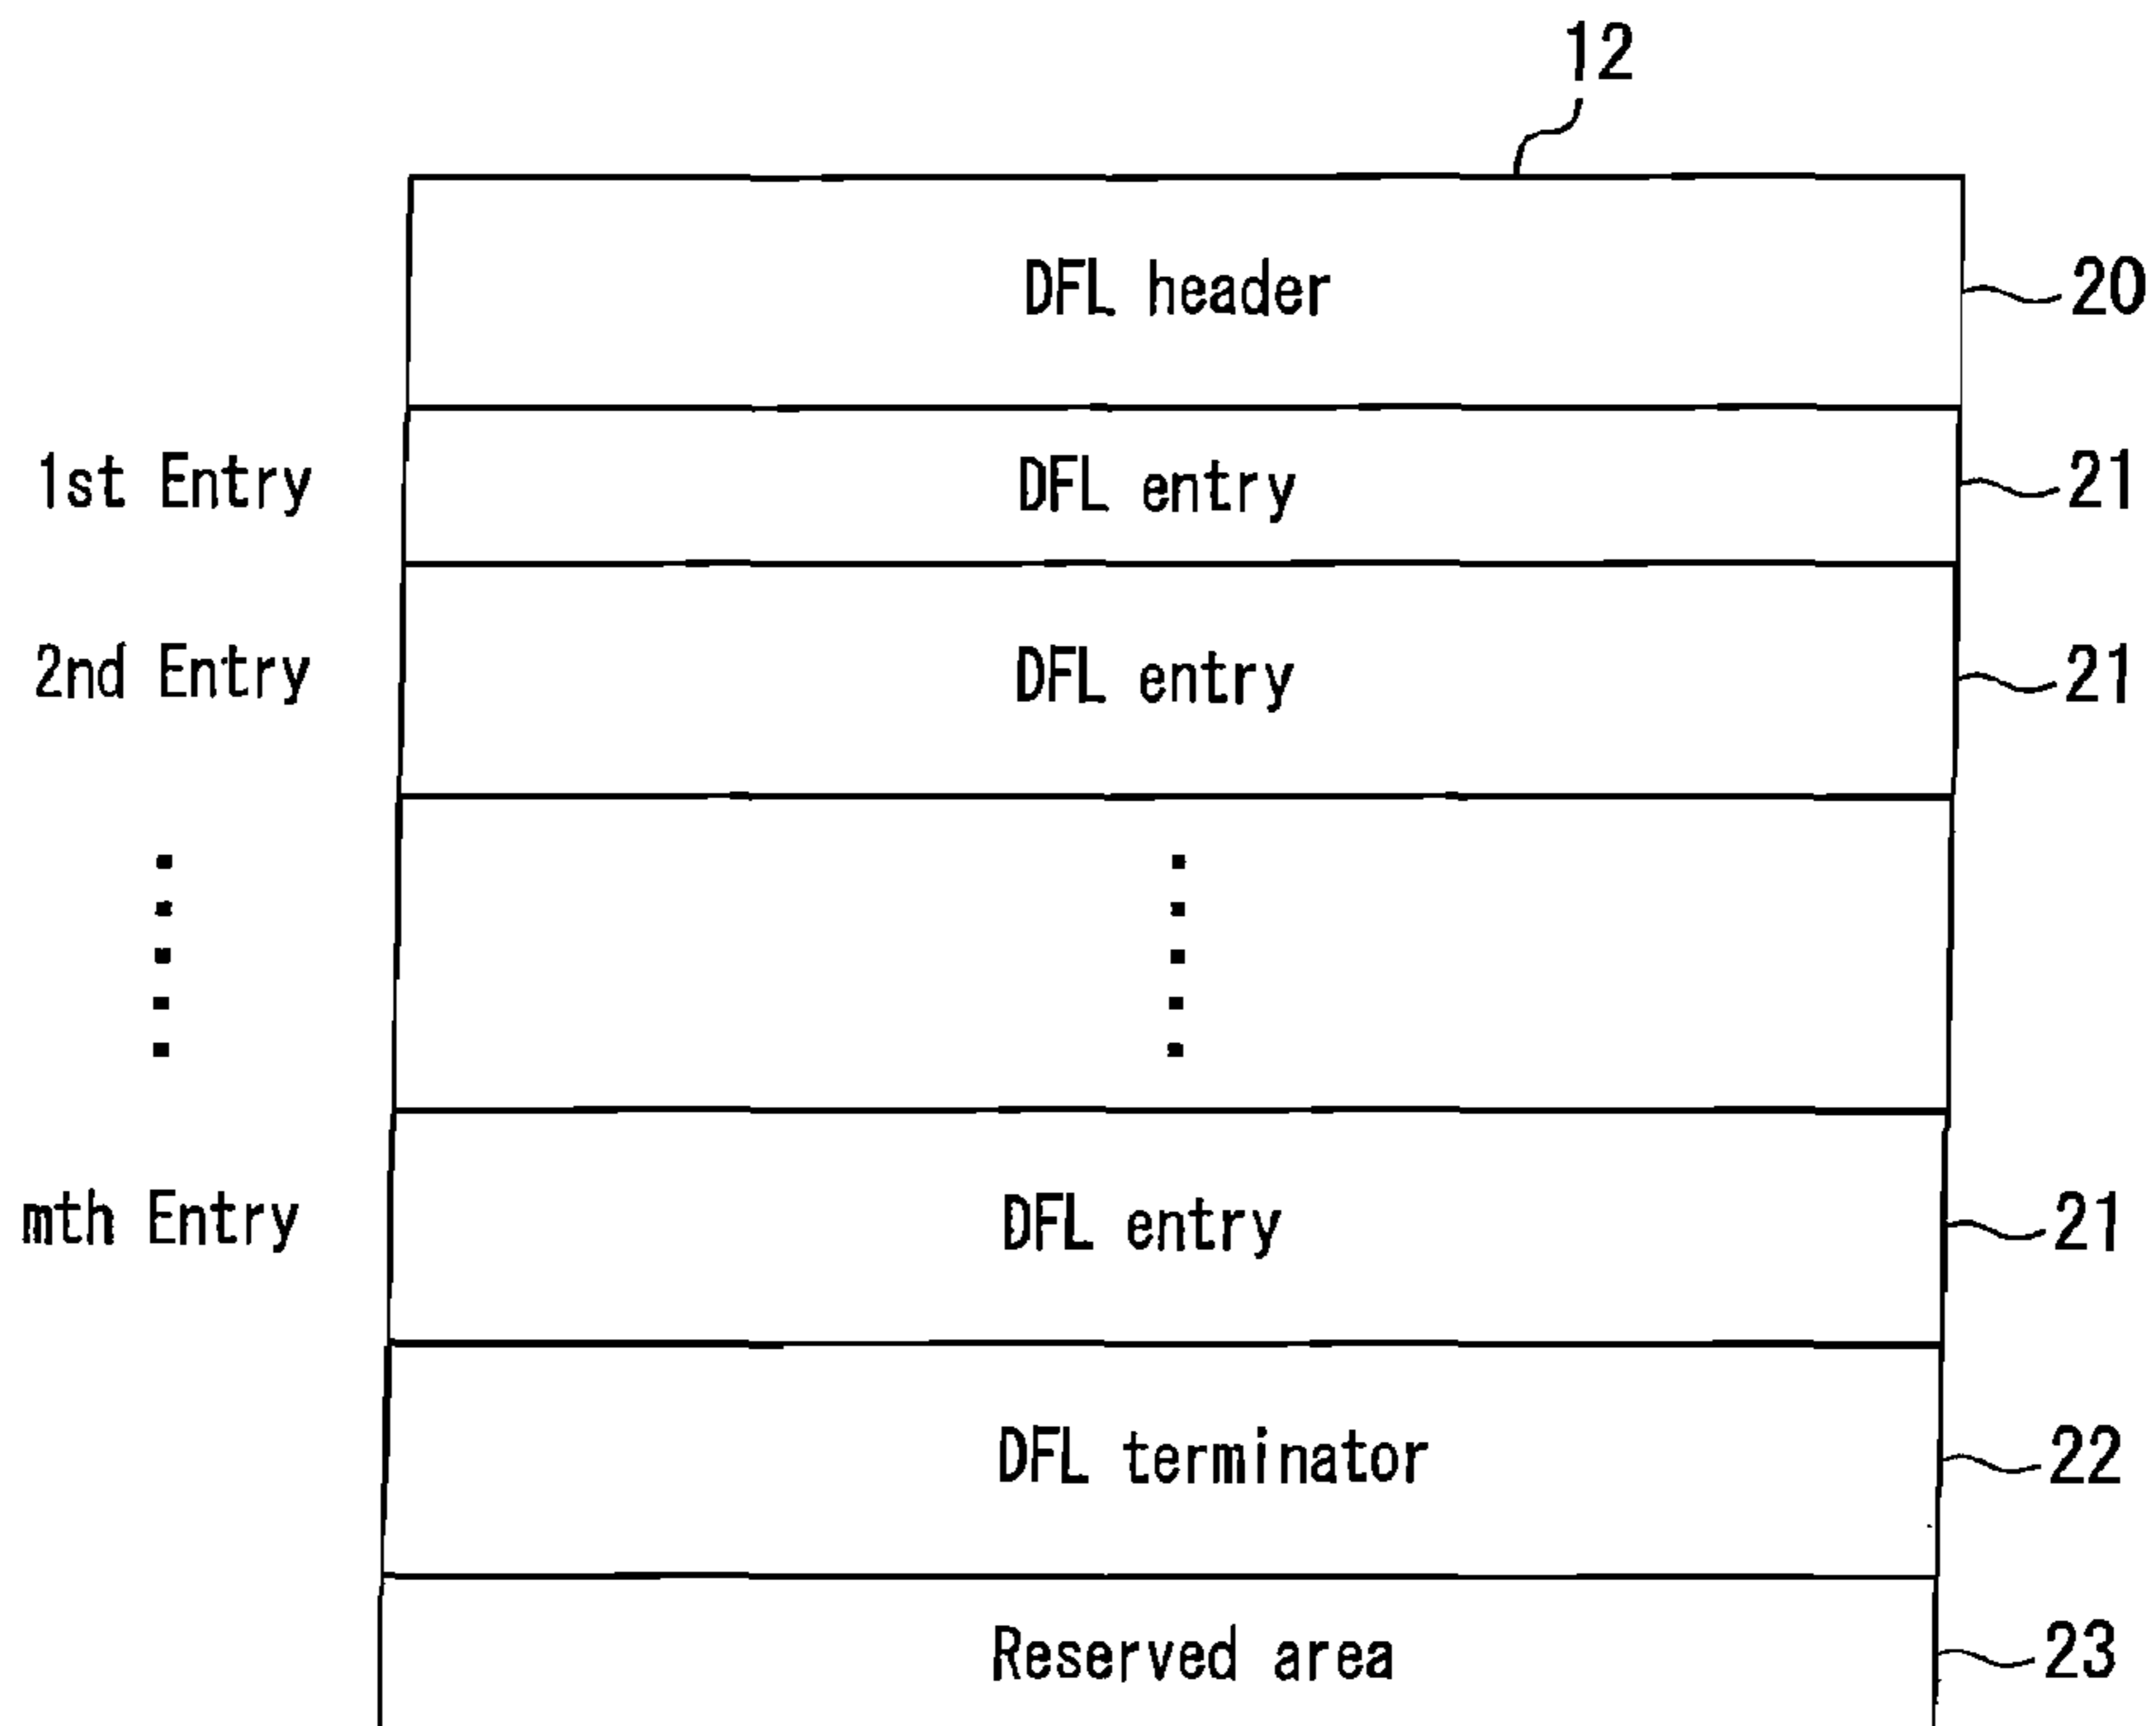 12
DFL header 20
1st Entry DFL entry 21
2nd Entry DFL entry 21
mth Entry DFL entry 21
DFL terminator 22
Reserved area 23